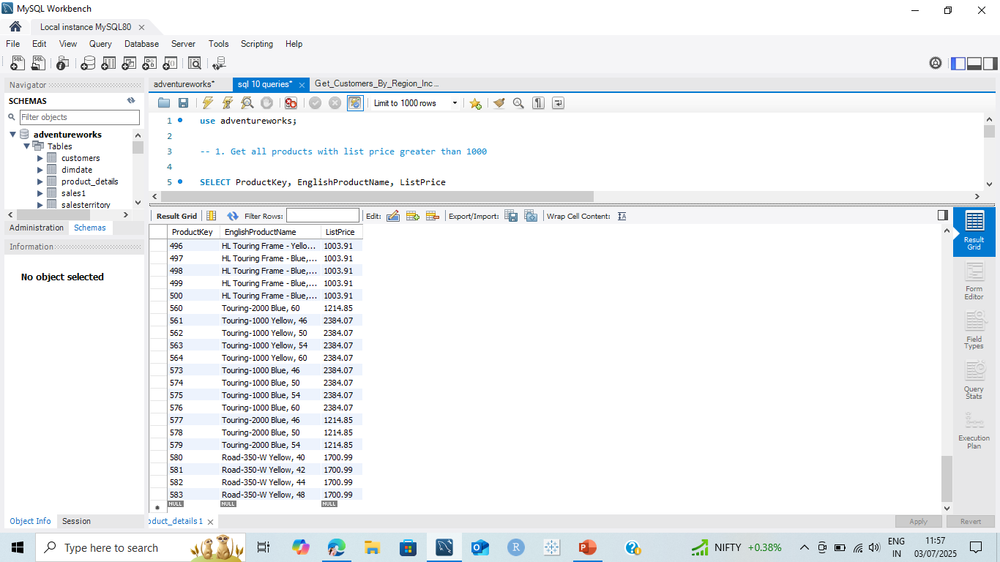 MySQL Workbench
Local instance MySQL80
File Edit View Query Database Server Tools Scripting Help
Navigator
SCHEMAS
Filter objects
adventureworks
Tables
customers
dimdate
product_details
sales1
salesterritory
Administration Schemas
Information
No object selected
Object Info Session
adventureworks* sql 10 queries* Get_Customers_By_Region_Inc...
Limit to 1000 rows
1 use adventureworks;
2
3 -- 1. Get all products with list price greater than 1000
4
5 SELECT ProductKey, EnglishProductName, ListPrice
Result Grid Filter Rows: Edit: Export/Import: Wrap Cell Content:
ProductKey EnglishProductName ListPrice
496 HL Touring Frame - Yello... 1003.91
497 HL Touring Frame - Blue,... 1003.91
498 HL Touring Frame - Blue,... 1003.91
499 HL Touring Frame - Blue,... 1003.91
500 HL Touring Frame - Blue,... 1003.91
560 Touring-2000 Blue, 60 1214.85
561 Touring-1000 Yellow, 46 2384.07
562 Touring-1000 Yellow, 50 2384.07
563 Touring-1000 Yellow, 54 2384.07
564 Touring-1000 Yellow, 60 2384.07
573 Touring-1000 Blue, 46 2384.07
574 Touring-1000 Blue, 50 2384.07
575 Touring-1000 Blue, 54 2384.07
576 Touring-1000 Blue, 60 2384.07
577 Touring-2000 Blue, 46 1214.85
578 Touring-2000 Blue, 50 1214.85
579 Touring-2000 Blue, 54 1214.85
580 Road-350-W Yellow, 40 1700.99
581 Road-350-W Yellow, 42 1700.99
582 Road-350-W Yellow, 44 1700.99
583 Road-350-W Yellow, 48 1700.99
* NULL NULL NULL
Result
Grid
Form
Editor
Field
Types
Query
Stats
Execution
Plan
oduct_details1
Apply Revert
Type here to search
NIFTY +0.38%
ENG
IN
11:57
03/07/2025